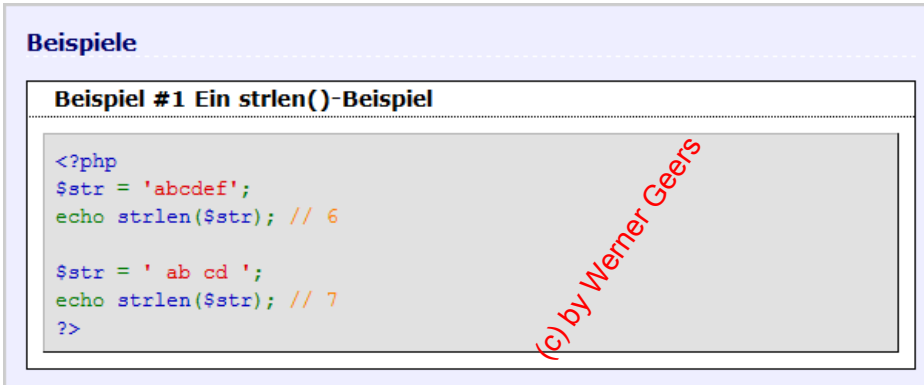 Beispiele
Beispiel #1 Ein strlen()-Beispiel
<?php
$str = 'abcdef';
echo strlen($str); // 6
$str = ' ab cd ';
echo strlen($str); // 7
?>
(c) by Werner Geers